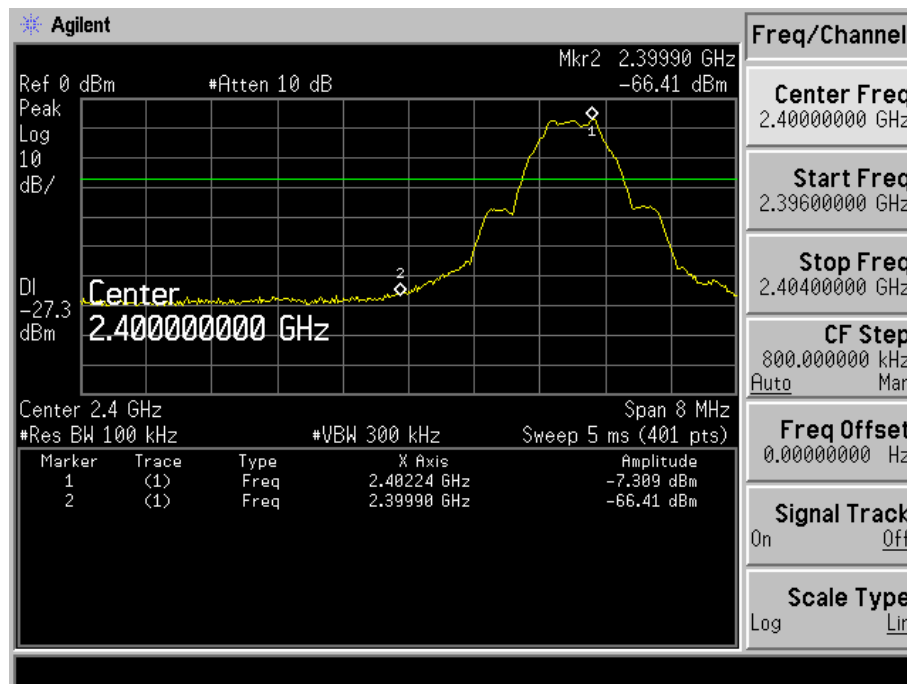 Agilent
Freq/Channel
Mkr2 2.39990 GHz
Ref 0 dBm #Atten 10 dB -66.41 dBm
Peak
Log
10
dB/
1
2
DI
-27.3
dBm
Center
2.400000000 GHz
Center 2.4 GHz Span 8 MHz
#Res BW 100 kHz #VBW 300 kHz Sweep 5 ms (401 pts)
Marker Trace Type X Axis Amplitude
1 (1) Freq 2.40224 GHz -7.309 dBm
2 (1) Freq 2.39990 GHz -66.41 dBm
Center Freq
2.40000000 GHz
Start Freq
2.39600000 GHz
Stop Freq
2.40400000 GHz
CF Step
800.000000 kHz
Auto Man
Freq Offset
0.00000000 Hz
Signal Track
On Off
Scale Type
Log Lin